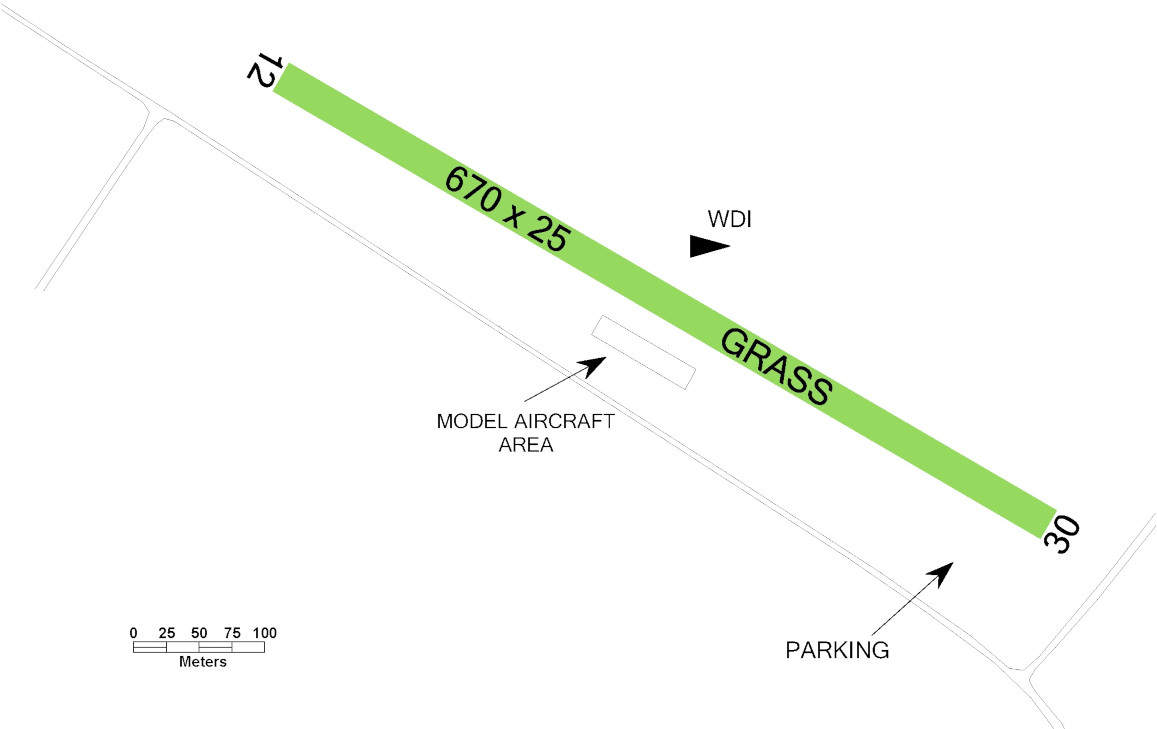 12
670 x 25
WDI
GRASS
MODEL AIRCRAFT
AREA
30
PARKING
0 25 50 75 100
Meters